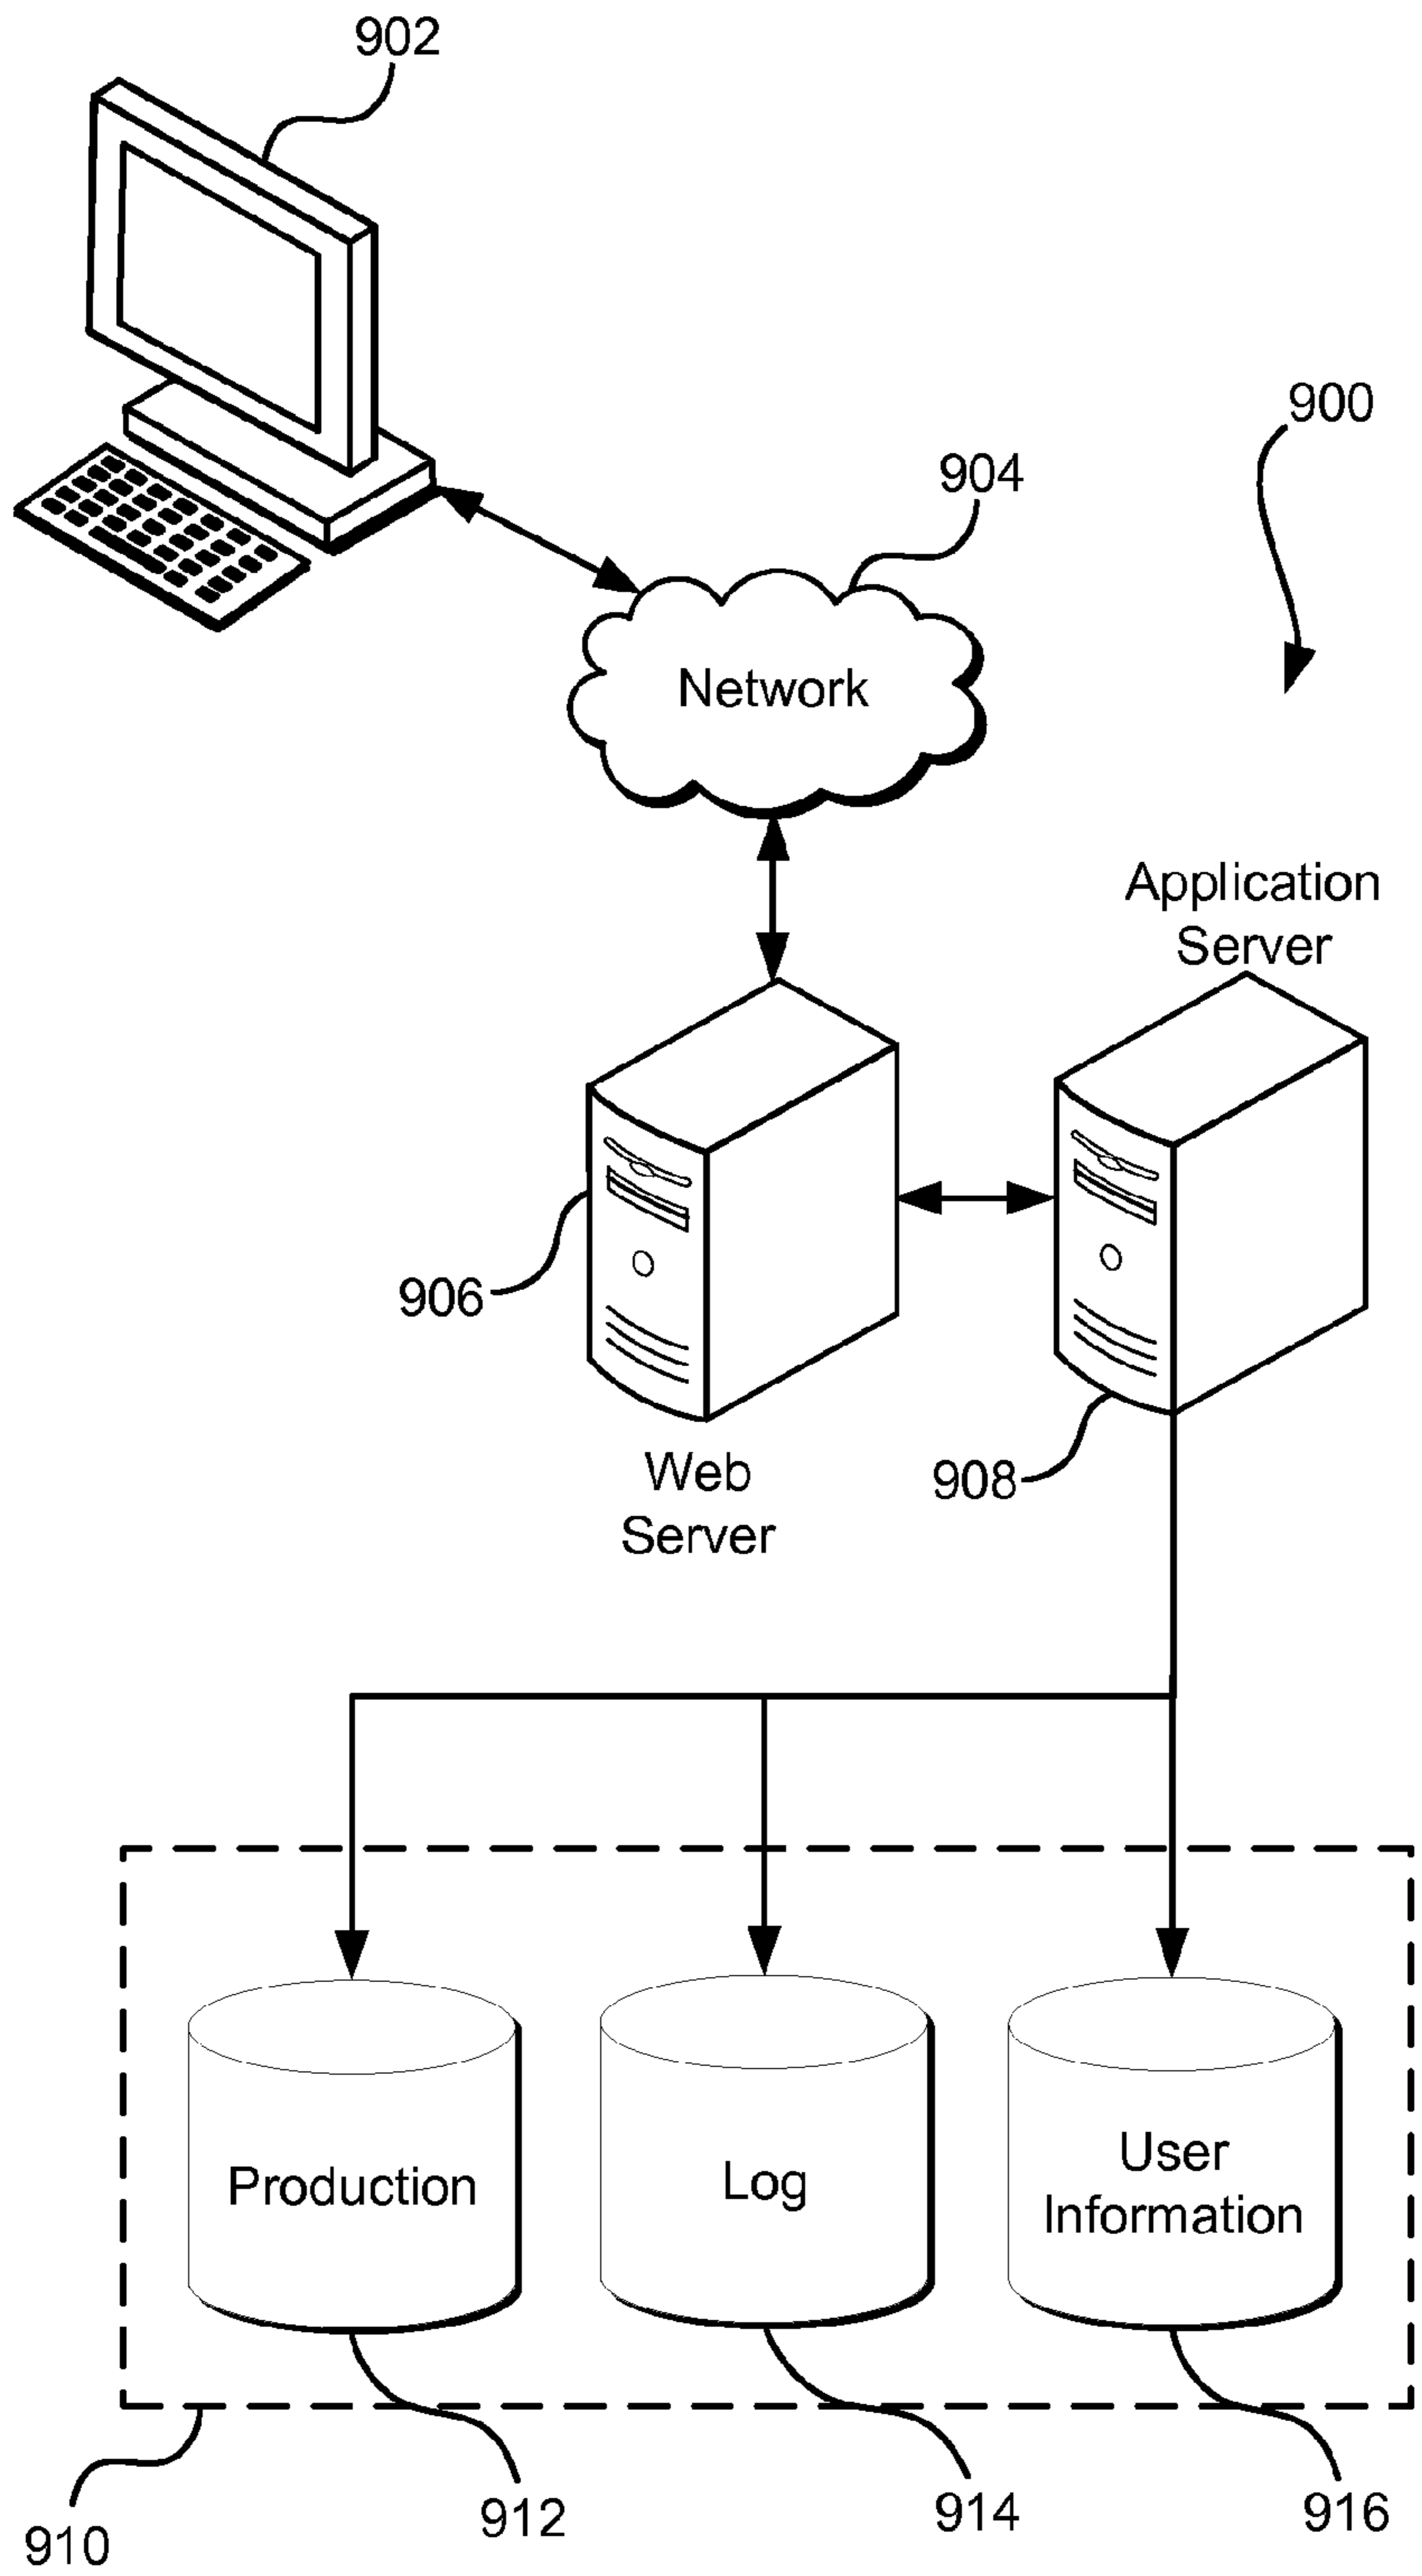 902
900
904
Network
Application
Server
906
908
Web
Server
Production
Log
User
Information
910
912
914
916